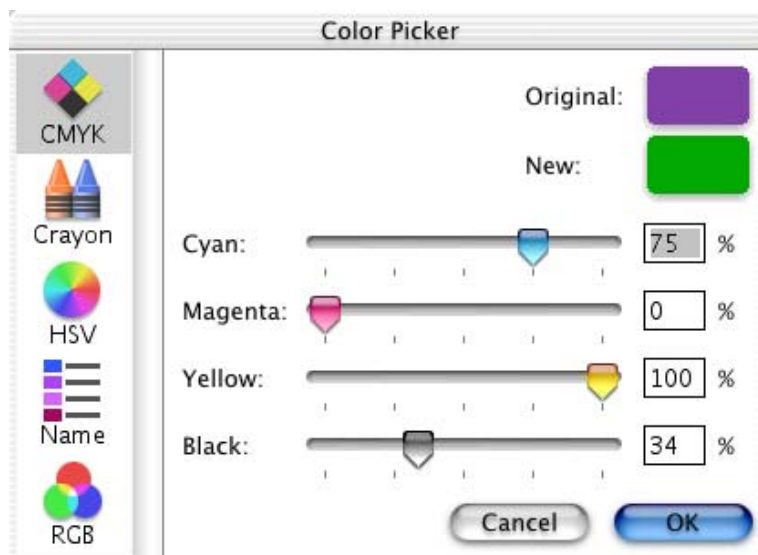 Color Picker
CMYK
Crayon
HSV
Name
RGB
Original:
New:
Cyan: 75 %
Magenta: 0 %
Yellow: 100 %
Black: 34 %
Cancel OK